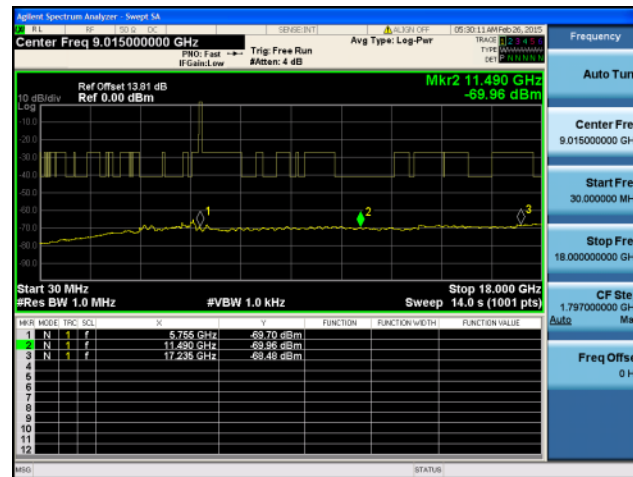 Agilent Spectrum Analyzer - Swept SA
RL RF 50 Ω DC SENSE:INT ALIGN OFF 05:30:11 AM Feb 26, 2015
Center Freq 9.015000000 GHz
PNO: Fast
IFGain:Low
Trig: Free Run
#Atten: 4 dB
Avg Type: Log-Pwr
TRACE 1 2 3 4 5 6
TYPE
DET P N N N N N
Ref Offset 13.81 dB
Ref 0.00 dBm
10 dB/div
Log
Mkr2 11.490 GHz
-69.96 dBm
-10.0
-20.0
-30.0
-40.0
-50.0
-60.0
-70.0
-80.0
-90.0
1
2
3
Start 30 MHz
Stop 18.000 GHz
#Res BW 1.0 MHz
#VBW 1.0 kHz
Sweep 14.0 s (1001 pts)
MKR MODE TRC SCL X Y FUNCTION FUNCTION WIDTH FUNCTION VALUE
1 N 1 f 5.755 GHz -69.70 dBm
2 N 1 f 11.490 GHz -69.96 dBm
3 N 1 f 17.235 GHz -68.48 dBm
4
5
6
7
8
9
10
11
12
MSG
STATUS
Frequency
Auto Tun
Center Fre
9.015000000 GH
Start Fre
30.000000 MH
Stop Fre
18.000000000 GH
CF Ste
1.797000000 GH
Auto Ma
Freq Offse
0 H